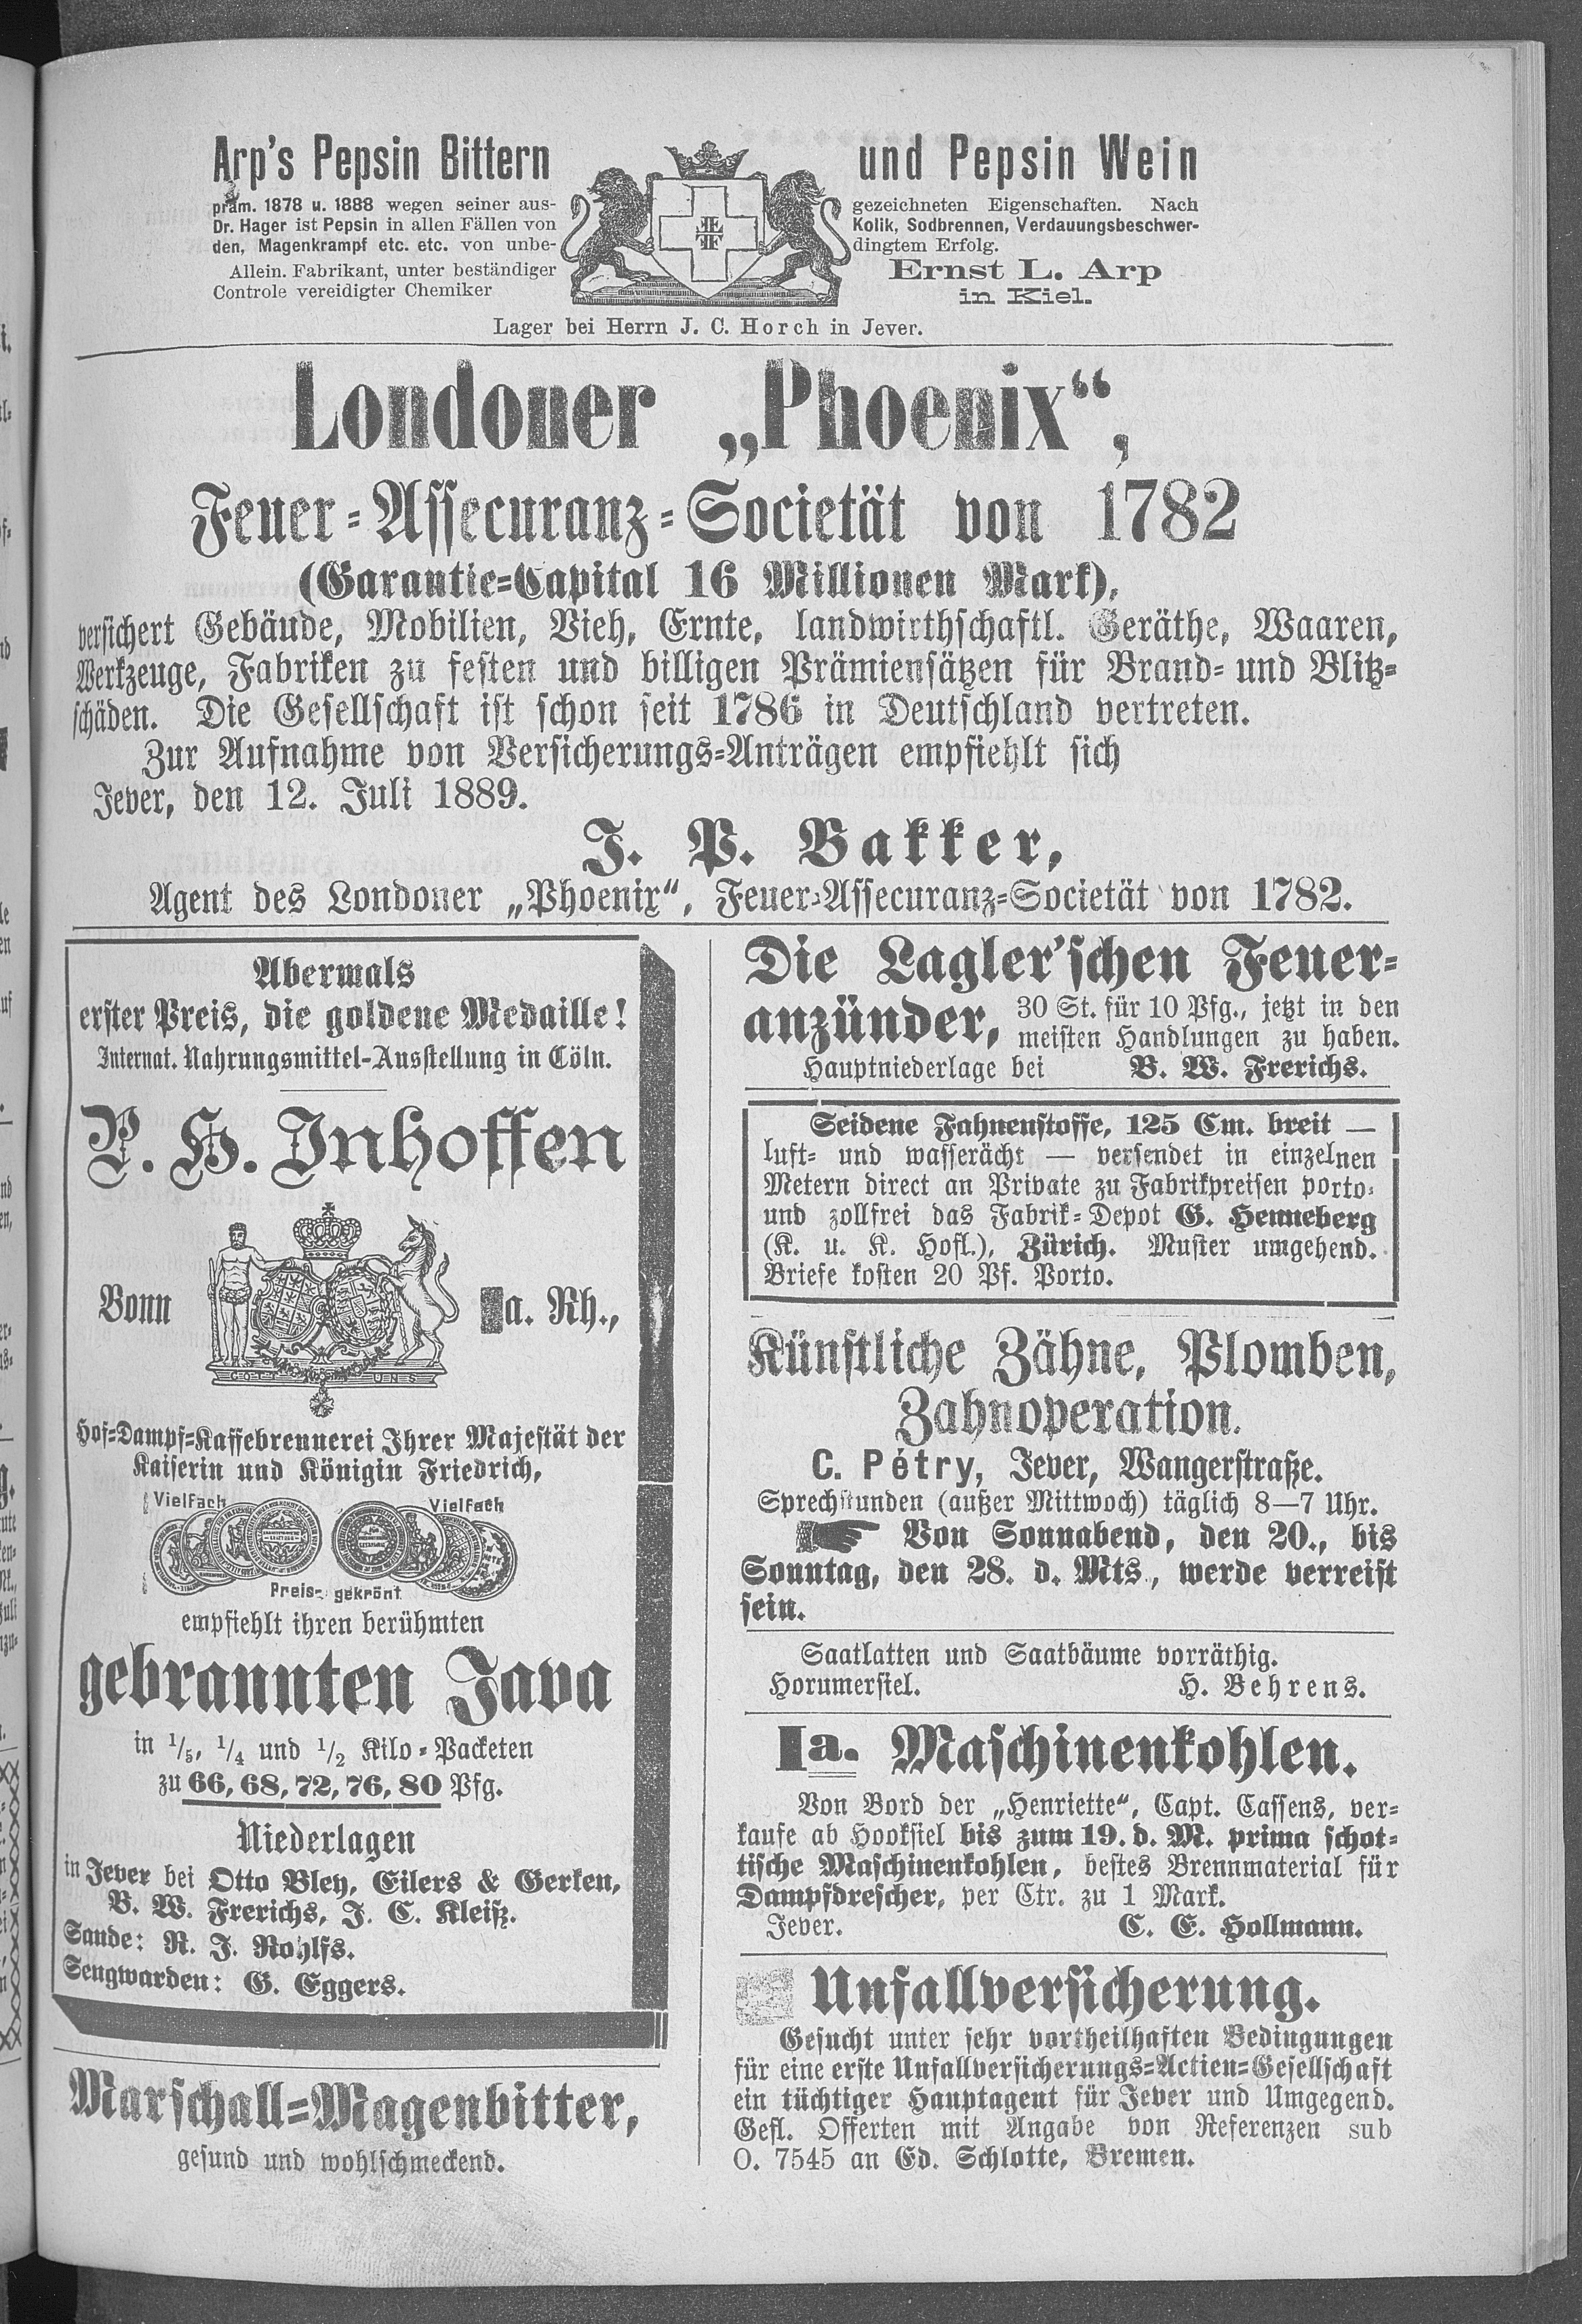 Arp's Pepsin Bittern und Pepsin Wein
präm. 1878 u. 1888 wegen seiner aus- gezeichneten Eigenschaften. Nach
Dr. Hager ist Pepsin in allen Fällen von Kolik, Sodbrennen, Verdauungsbeschwer-
den, Magenkrampf etc. etc. von unbe- dingtem Erfolg.
Allein. Fabrikant, unter beständiger Ernst L. Arp
Controle vereidigter Chemiker in Kiel.
Lager bei Herrn J. C. Horch in Jever.
Londoner „Phoenix“,
Feuer-Assecuranz-Societät von 1782
(Garantie-Capital 16 Millionen Mark),
versichert Gebäude, Mobilien, Vieh, Ernte, landwirthschaftl. Geräthe, Waaren,
Werkzeuge, Fabriken zu festen und billigen Prämiensätzen für Brand- und Blitz-
schäden. Die Gesellschaft ist schon seit 1786 in Deutschland vertreten.
Zur Aufnahme von Versicherungs-Anträgen empfiehlt sich
Jever, den 12. Juli 1889.
J. P. Bakker,
Agent des Londoner „Phoenix“, Feuer-Assecuranz-Societät von 1782.
Abermals
erster Preis, die goldene Medaille!
Internat. Nahrungsmittel-Ausstellung in Cöln.
P. H. Inhoffen
Bonn a. Rh.,
GOTT UNS
Hof-Dampf-Kaffebrennerei Ihrer Majestät der
Kaiserin und Königin Friedrich,
Vielfach Vielfach
Preis- gekrönt
empfiehlt ihren berühmten
gebrannten Java
in 1/5, 1/4 und 1/2 Kilo-Packeten
zu 66, 68, 72, 76, 80 Pfg.
Niederlagen
in Jever bei Otto Bley, Eilers & Gerken,
B. W. Frerichs, J. C. Kleiß.
Sande: R. J. Rohlfs.
Sengwarden: G. Eggers.
Marschall-Magenbitter,
gesund und wohlschmeckend.
Die Lagler'schen Feuer-
anzünder, 30 St. für 10 Pfg., jetzt in den
meisten Handlungen zu haben.
Hauptniederlage bei B. W. Frerichs.
Seidene Fahnenstoffe, 125 Cm. breit —
luft- und wasserächt — versendet in einzelnen
Metern direct an Private zu Fabrikpreisen porto-
und zollfrei das Fabrik-Depot G. Henneberg
(K. u. K. Hofl.), Zürich. Muster umgehend.
Briefe kosten 20 Pf. Porto.
Künstliche Zähne, Plomben,
Zahnoperation.
C. Pétry, Jever, Wangerstraße.
Sprechstunden (außer Mittwoch) täglich 8—7 Uhr.
Von Sonnabend, den 20., bis
Sonntag, den 28. d. Mts., werde verreist
sein.
Saatlatten und Saatbäume vorräthig.
Horumersiel. H. Behrens.
Ia. Maschinenkohlen.
Von Bord der „Henriette“, Capt. Cassens, ver-
kaufe ab Hooksiel bis zum 19. d. M. prima schot-
tische Maschinenkohlen, bestes Brennmaterial für
Dampfdrescher, per Ctr. zu 1 Mark.
Jever. C. E. Hollmann.
Unfallversicherung.
Gesucht unter sehr vortheilhaften Bedingungen
für eine erste Unfallversicherungs-Actien-Gesellschaft
ein tüchtiger Hauptagent für Jever und Umgegend.
Gefl. Offerten mit Angabe von Referenzen sub
O. 7545 an Ed. Schlotte, Bremen.